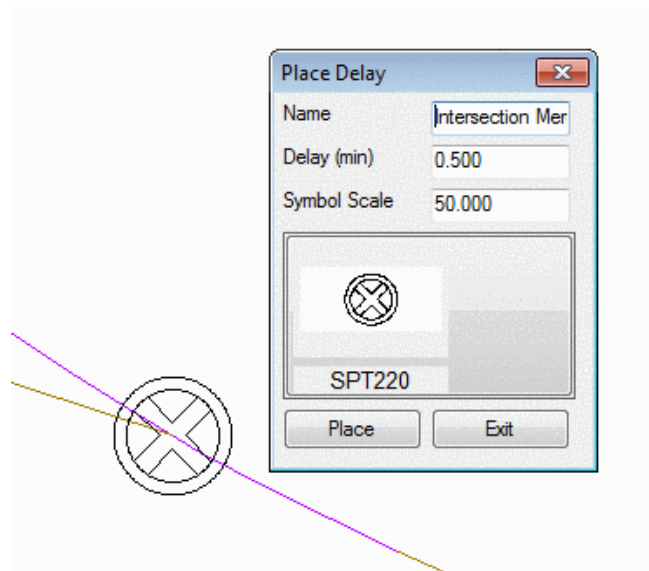 Place Delay
Name Intersection Mer
Delay (min) 0.500
Symbol Scale 50.000
SPT220
Place Exit